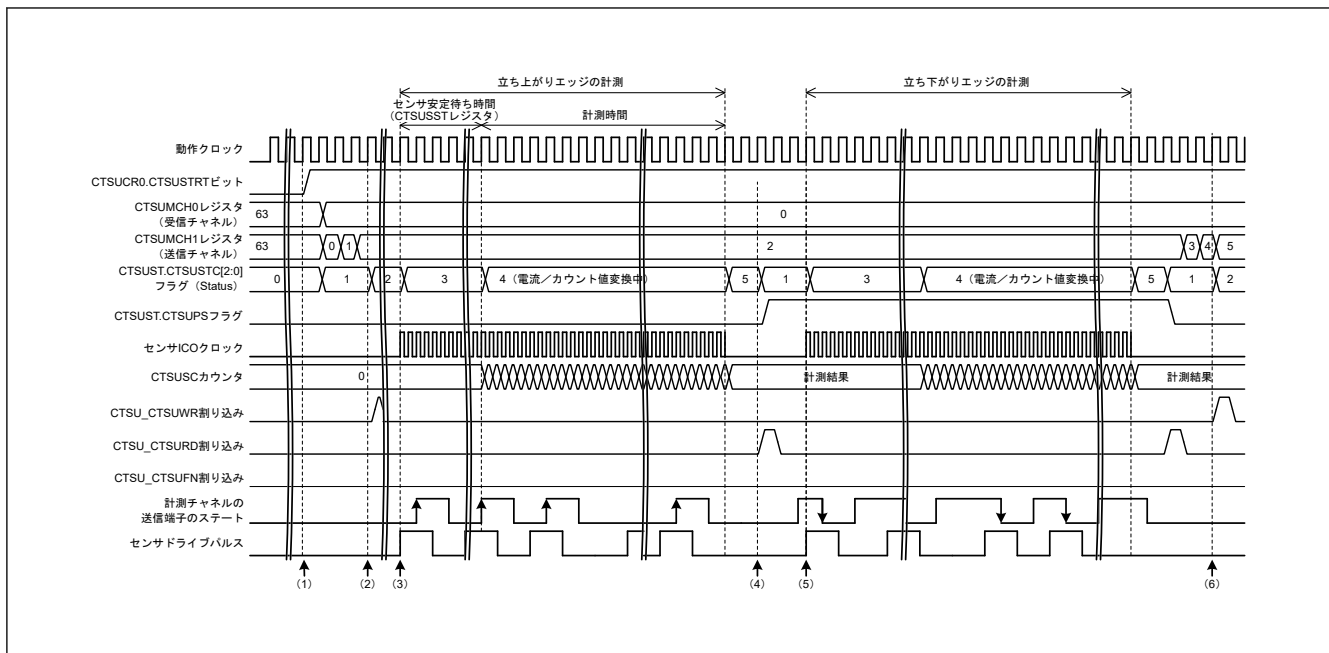 立ち上がりエッジの計測
立ち下がりエッジの計測
センサ安定待ち時間
（CTSUSSTレジスタ）
計測時間
動作クロック
CTSUCR0.CTSUSTRTビット
CTSUMCH0レジスタ
（受信チャネル）
63
0
CTSUMCH1レジスタ
（送信チャネル）
63
0
1
2
3
4
5
CTSUST.CTSUSTC[2:0]
フラグ（Status）
0
1
2
3
4（電流／カウント値変換中）
5
1
3
4（電流／カウント値変換中）
5
1
2
CTSUST.CTSUPSフラグ
センサICOクロック
CTSUSCカウンタ
0
計測結果
計測結果
CTSU_CTSUWR割り込み
CTSU_CTSURD割り込み
CTSU_CTSUFN割り込み
計測チャネルの
送信端子のステート
センサドライブパルス
（1）
（2）
（3）
（4）
（5）
（6）